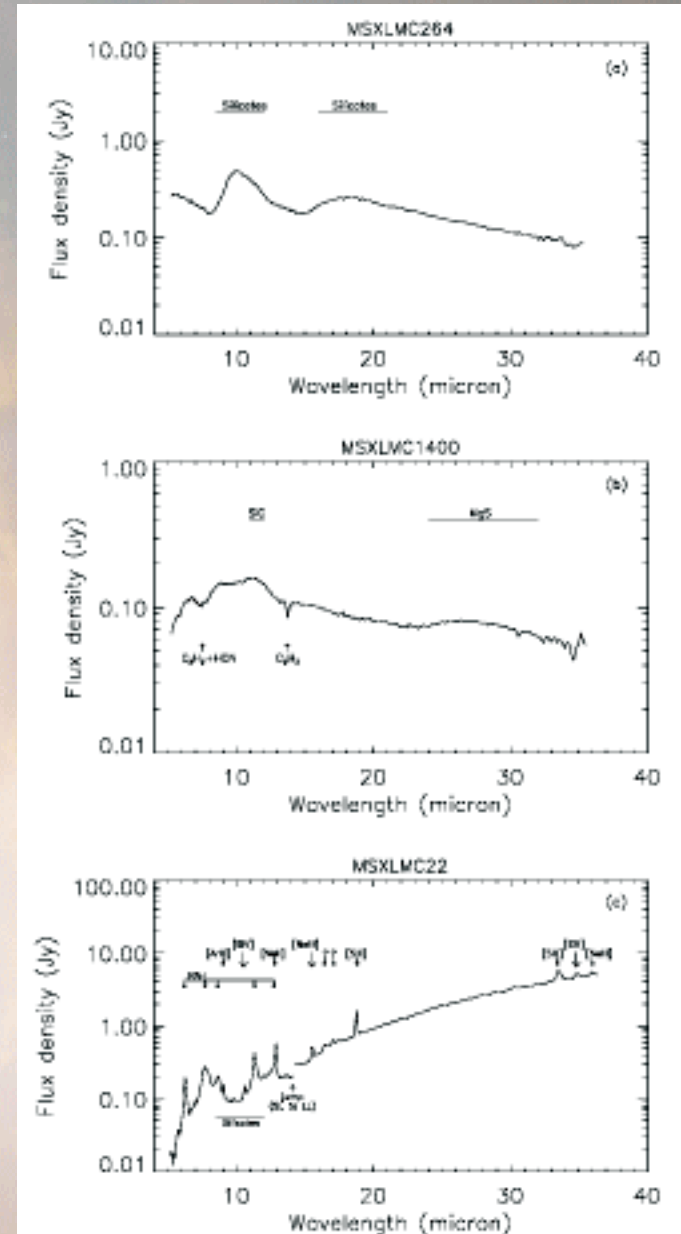 MSXLMC264
(a)
Silicates Silicates
10.00
1.00
0.10
0.01
Flux density (Jy)
10 20 30 40
Wavelength (micron)
MSXLMC1400
(b)
SiC MgS
1.00
0.10
0.01
Flux density (Jy)
C₂H₂+HCN C₂H₂
10 20 30 40
Wavelength (micron)
MSXLMC22
(c)
100.00
10.00
1.00
0.10
0.01
Flux density (Jy)
Silicates
10 20 30 40
Wavelength (micron)